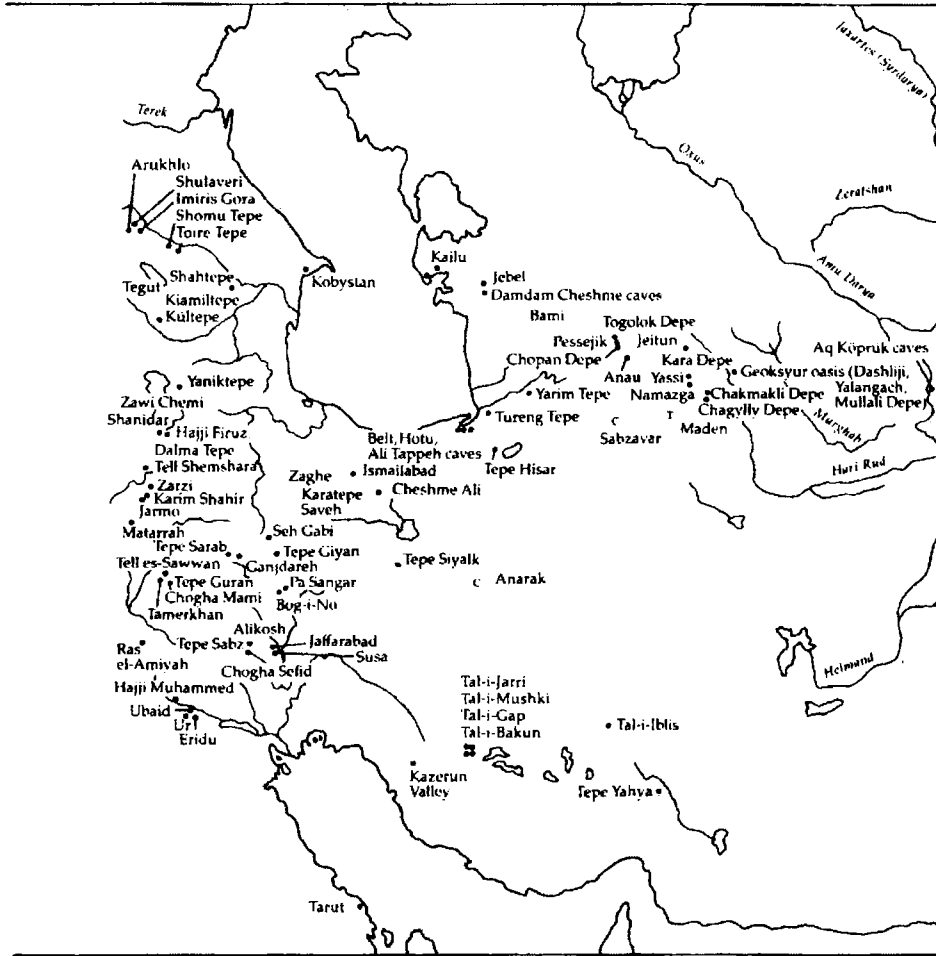 Jaxartes (Syrdarya)
Terek
Oxus
Arukhlo
Shulaveri
Imiris Gora
Shomu Tepe
Toire Tepe
Zeratshan
Kailu
Shahtepe
Kobystan
Jebel
Amu Darya
Tegut
Damdam Cheshme caves
Kiamiltepe
Bami
Kültepe
Togolok Depe
Pessejik
Jeitun
Aq Köpruk caves
Chopan Depe
Kara Depe
Geoksyur oasis (Dashliji,
Yalangach,
Mullali Depe)
Anau
Yassi
Yaniktepe
Yarim Tepe
Namazga
Chakmakli Depe
Zawi Chemi
Shanidar
Tureng Tepe
Chagylly Depe
Murghab
Hajji Firuz
Belt, Hotu,
Ali Tappeh caves
C
T
Sabzavar
Maden
Dalma Tepe
Tepe Hisar
Huri Rud
Tell Shemshara
Zaghe
Ismailabad
Zarzi
Karatepe
Cheshme Ali
Karim Shahir
Saveh
Jarmo
Matarrah
Seh Gabi
Tepe Sarab
Tepe Giyan
Tell es-Sawwan
Ganjdareh
Tepe Siyalk
Tepe Guran
Pa Sangar
C Anarak
Chogha Mami
Bog-i-No
Tamerkhan
Alikosh
Ras
el-Amiyah
Tepe Sabz
Jaffarabad
Susa
Chogha Sefid
Helmand
Hajji Muhammed
Tal-i-Jarri
Tal-i-Mushki
Ubaid
Tal-i-Gap
Ur
Tal-i-Bakun
Tal-i-Iblis
Eridu
Kazerun
Valley
Tepe Yahya
Tarut